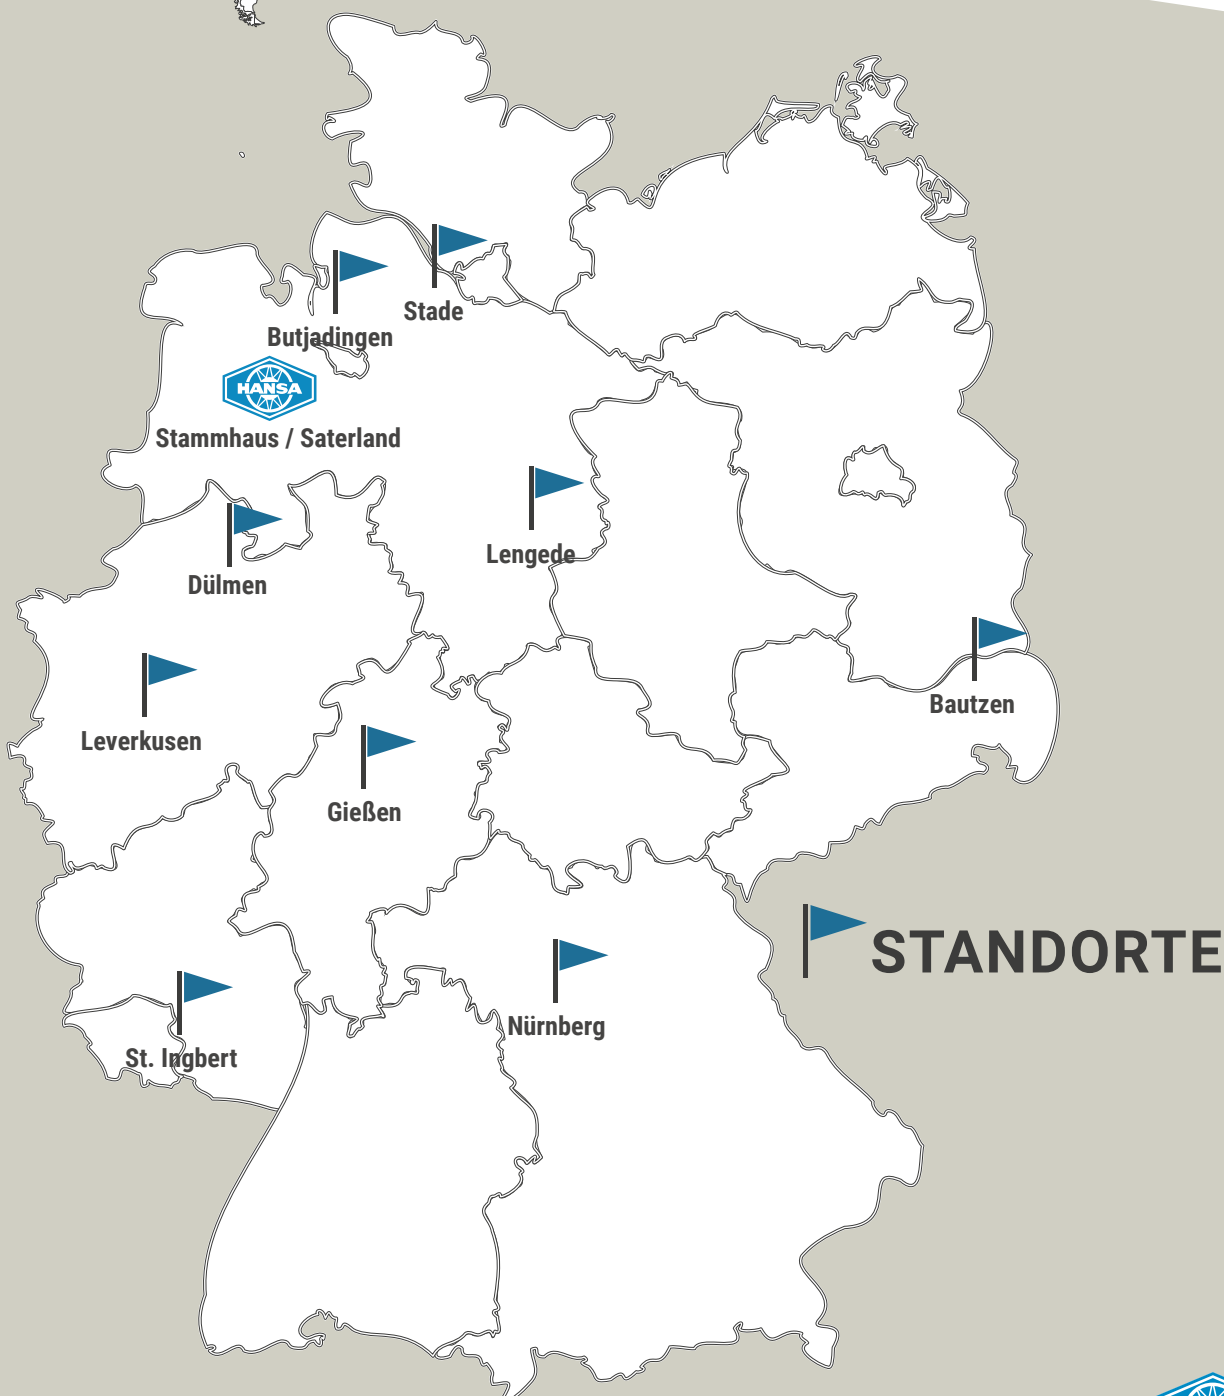 Stade
Butjadingen
HANSA
Stammhaus / Saterland
Lengede
Dülmen
Bautzen
Leverkusen
Gießen
STANDORTE
Nürnberg
St. Ingbert